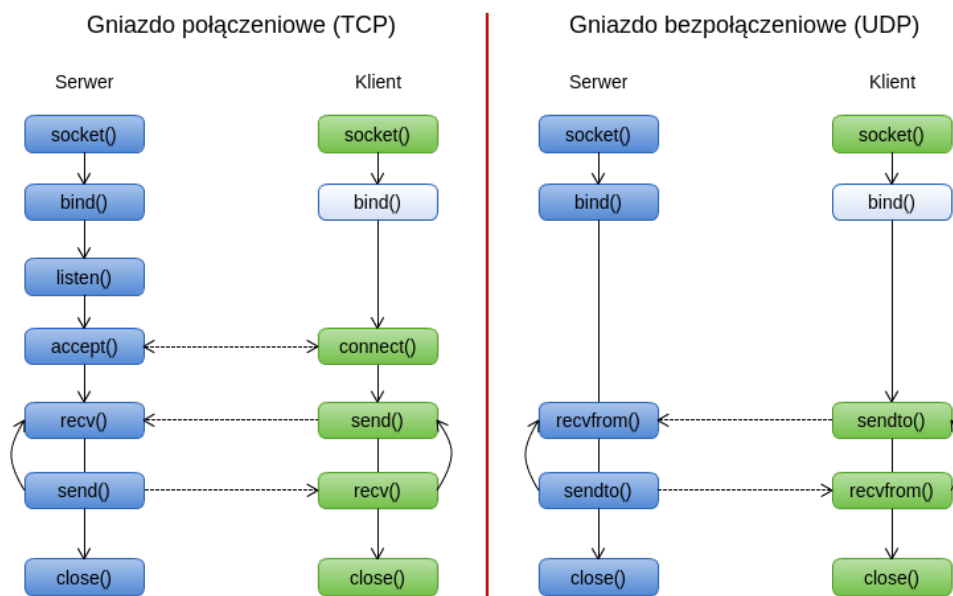 Gniazdo połączeniowe (TCP)
Serwer
Klient
socket()
socket()
bind()
bind()
listen()
accept()
connect()
recv()
send()
send()
recv()
close()
close()
Gniazdo bezpołączeniowe (UDP)
Serwer
Klient
socket()
socket()
bind()
bind()
recvfrom()
sendto()
sendto()
recvfrom()
close()
close()